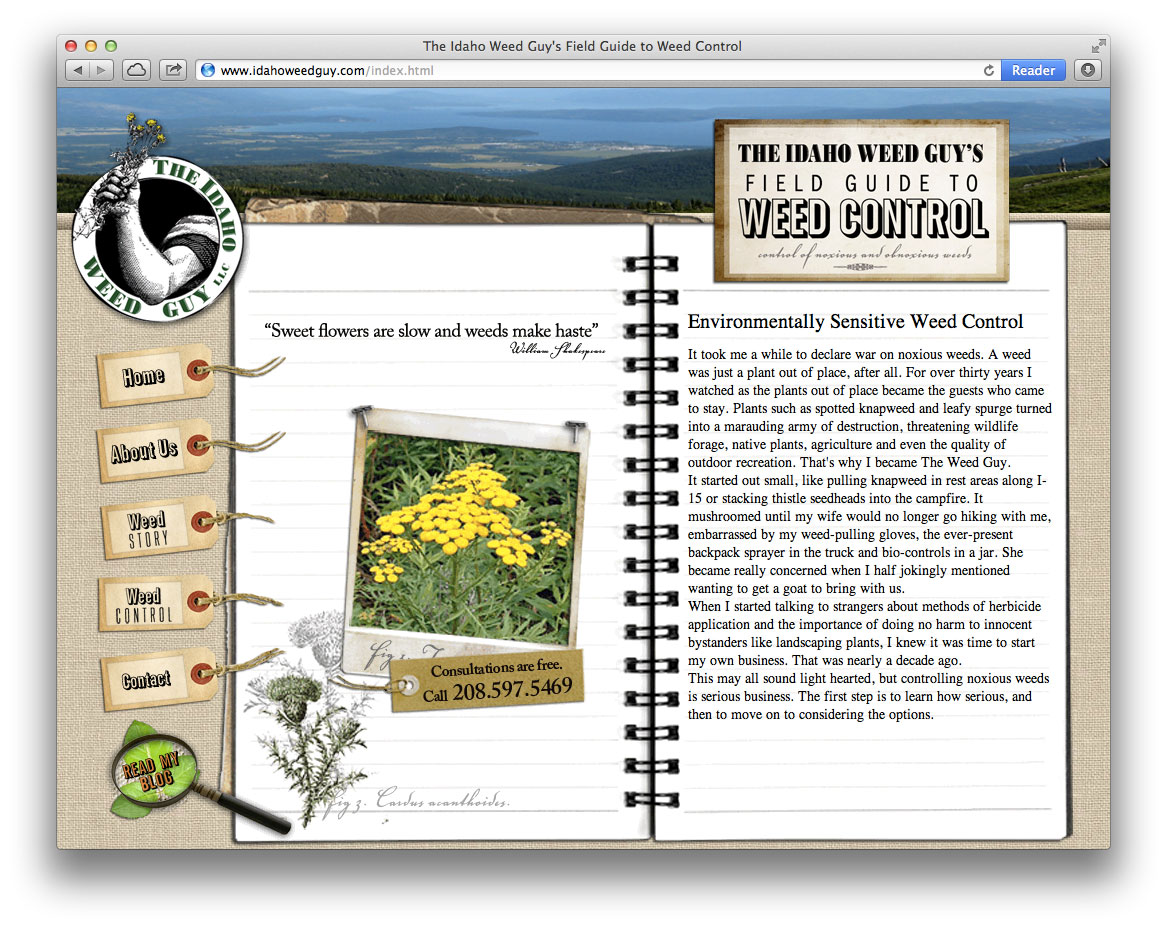 The Idaho Weed Guy's Field Guide to Weed Control
www.idahoweedguy.com/index.html
Reader
THE IDAHO
WEED GUY LLC
THE IDAHO WEED GUY'S
FIELD GUIDE TO
WEED CONTROL
control of noxious and obnoxious weeds
“Sweet flowers are slow and weeds make haste”
William Shakespeare
Home
About Us
Weed
STORY
Weed
CONTROL
Contact
READ MY
BLOG
Consultations are free.
Call 208.597.5469
fig 3. Cardus acanthoides.
Environmentally Sensitive Weed Control
It took me a while to declare war on noxious weeds. A weed
was just a plant out of place, after all. For over thirty years I
watched as the plants out of place became the guests who came
to stay. Plants such as spotted knapweed and leafy spurge turned
into a marauding army of destruction, threatening wildlife
forage, native plants, agriculture and even the quality of
outdoor recreation. That's why I became The Weed Guy.
It started out small, like pulling knapweed in rest areas along I-
15 or stacking thistle seedheads into the campfire. It
mushroomed until my wife would no longer go hiking with me,
embarrassed by my weed-pulling gloves, the ever-present
backpack sprayer in the truck and bio-controls in a jar. She
became really concerned when I half jokingly mentioned
wanting to get a goat to bring with us.
When I started talking to strangers about methods of herbicide
application and the importance of doing no harm to innocent
bystanders like landscaping plants, I knew it was time to start
my own business. That was nearly a decade ago.
This may all sound light hearted, but controlling noxious weeds
is serious business. The first step is to learn how serious, and
then to move on to considering the options.